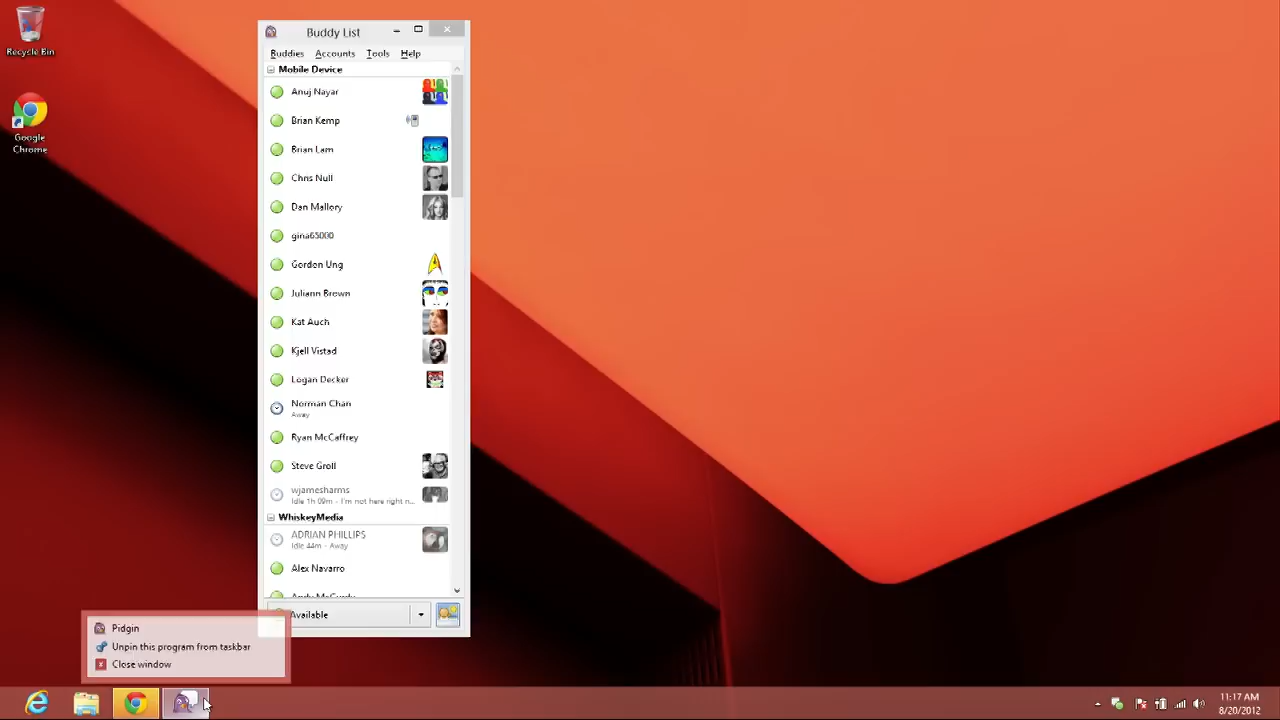 Recycle Bin
Google
Chrome
Buddy List
Buddies Accounts Tools Help
Mobile Device
Anuj Nayar
Brian Kemp
Brian Lam
Chris Null
Dan Mallory
gina65000
Gordon Ung
Juliann Brown
Kat Auch
Kjell Vistad
Logan Decker
Norman Chan
Away
Ryan McCaffrey
Steve Groll
wjamesharms
Idle 1h 09m - I'm not here right n...
WhiskeyMedia
ADRIAN PHILLIPS
Idle 44m - Away
Alex Navarro
Available
Pidgin
Unpin this program from taskbar
Close window
11:17 AM
8/20/2012